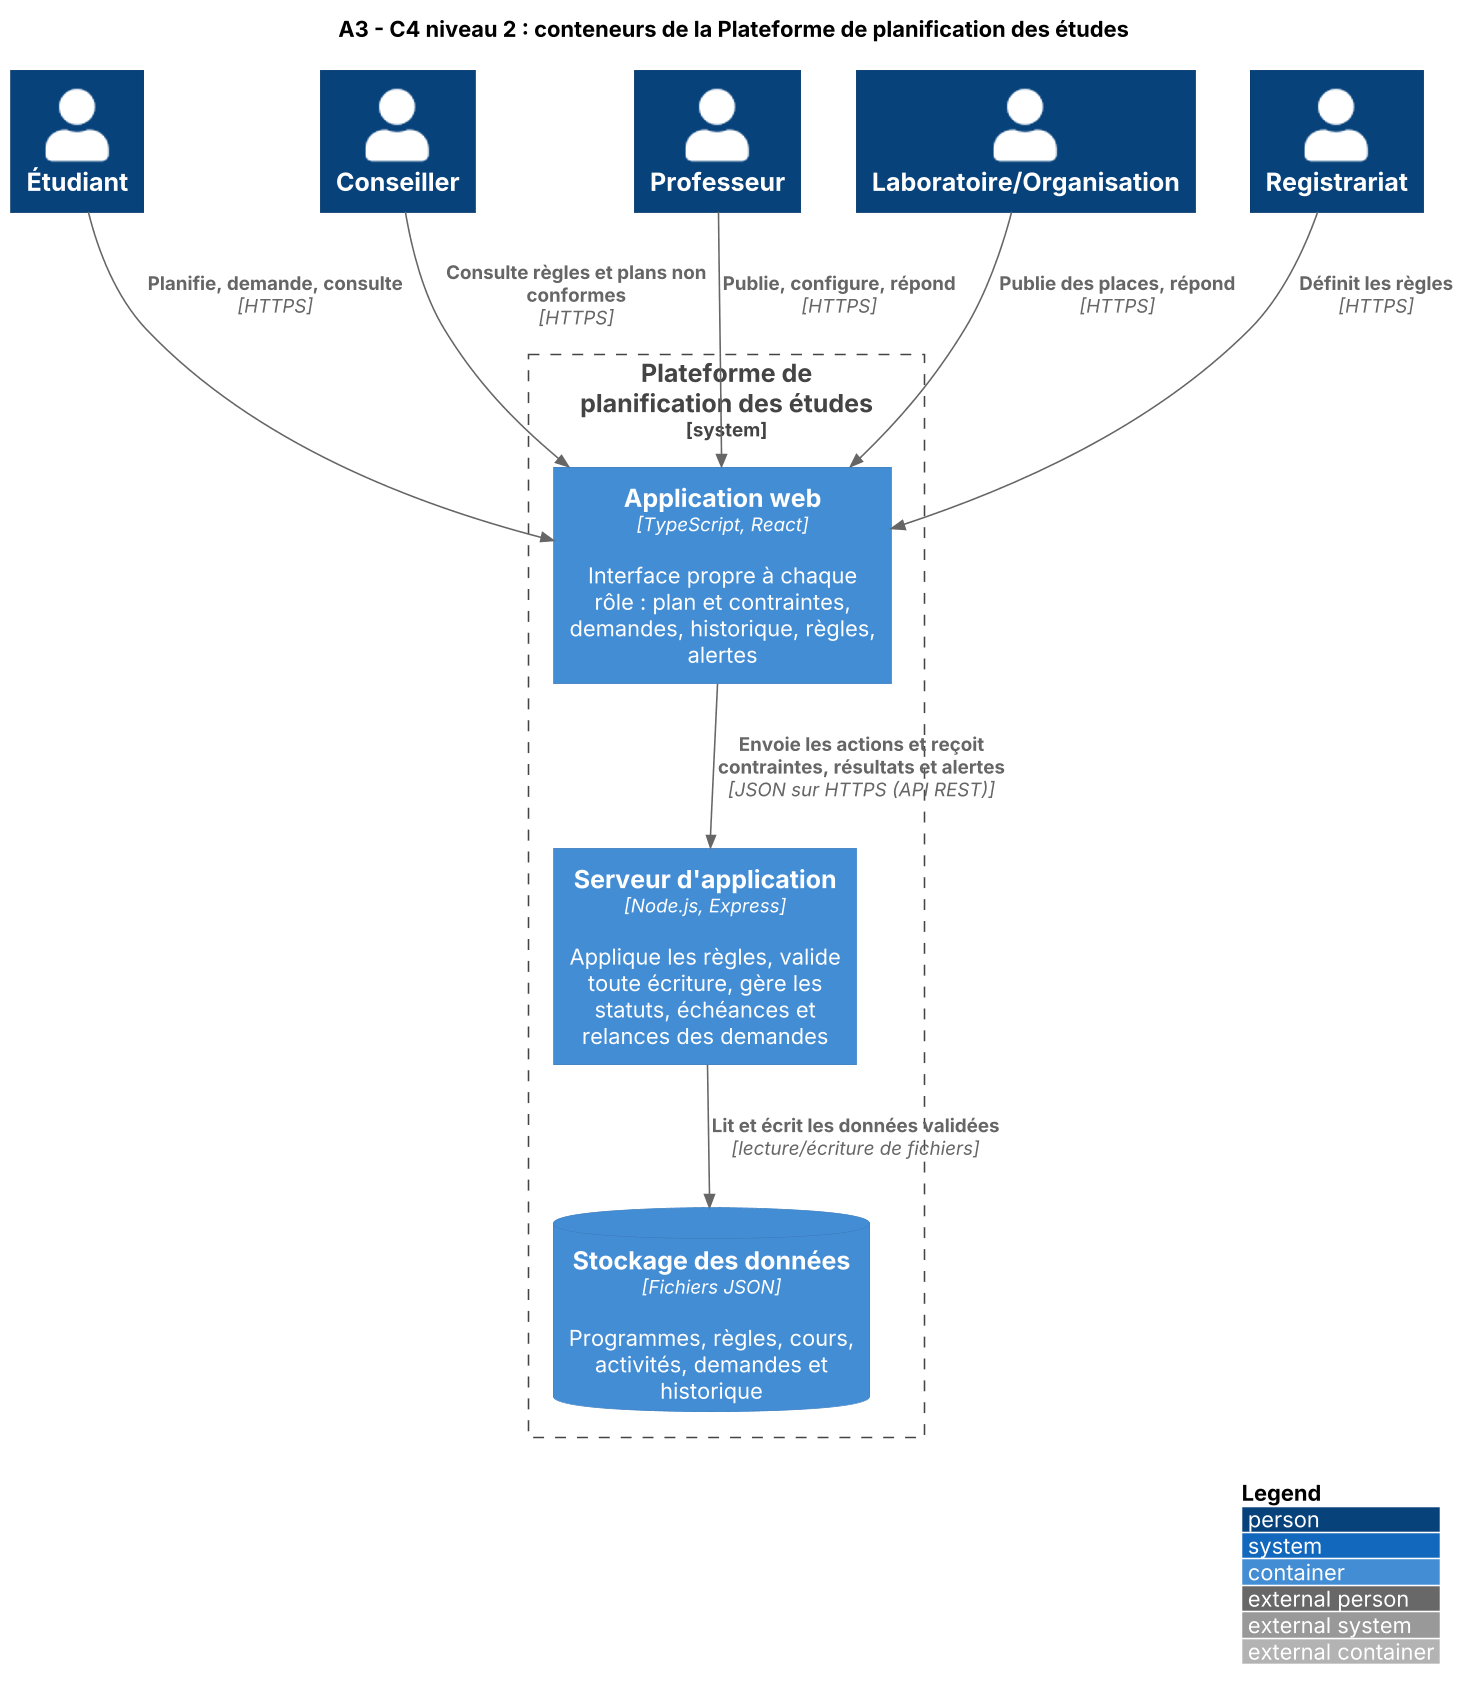 A3 - C4 niveau 2 : conteneurs de la Plateforme de planification des études
Étudiant
Conseiller
Professeur
Laboratoire/Organisation
Registrariat
Planifie, demande, consulte
[HTTPS]
Consulte règles et plans non
conformes
[HTTPS]
Publie, configure, répond
[HTTPS]
Publie des places, répond
[HTTPS]
Définit les règles
[HTTPS]
Plateforme de
planification des études
[system]
Application web
[TypeScript, React]
Interface propre à chaque
rôle : plan et contraintes,
demandes, historique, règles,
alertes
Envoie les actions et reçoit
contraintes, résultats et alertes
[JSON sur HTTPS (API REST)]
Serveur d'application
[Node.js, Express]
Applique les règles, valide
toute écriture, gère les
statuts, échéances et
relances des demandes
Lit et écrit les données validées
[lecture/écriture de fichiers]
Stockage des données
[Fichiers JSON]
Programmes, règles, cours,
activités, demandes et
historique
Legend
person
system
container
external person
external system
external container